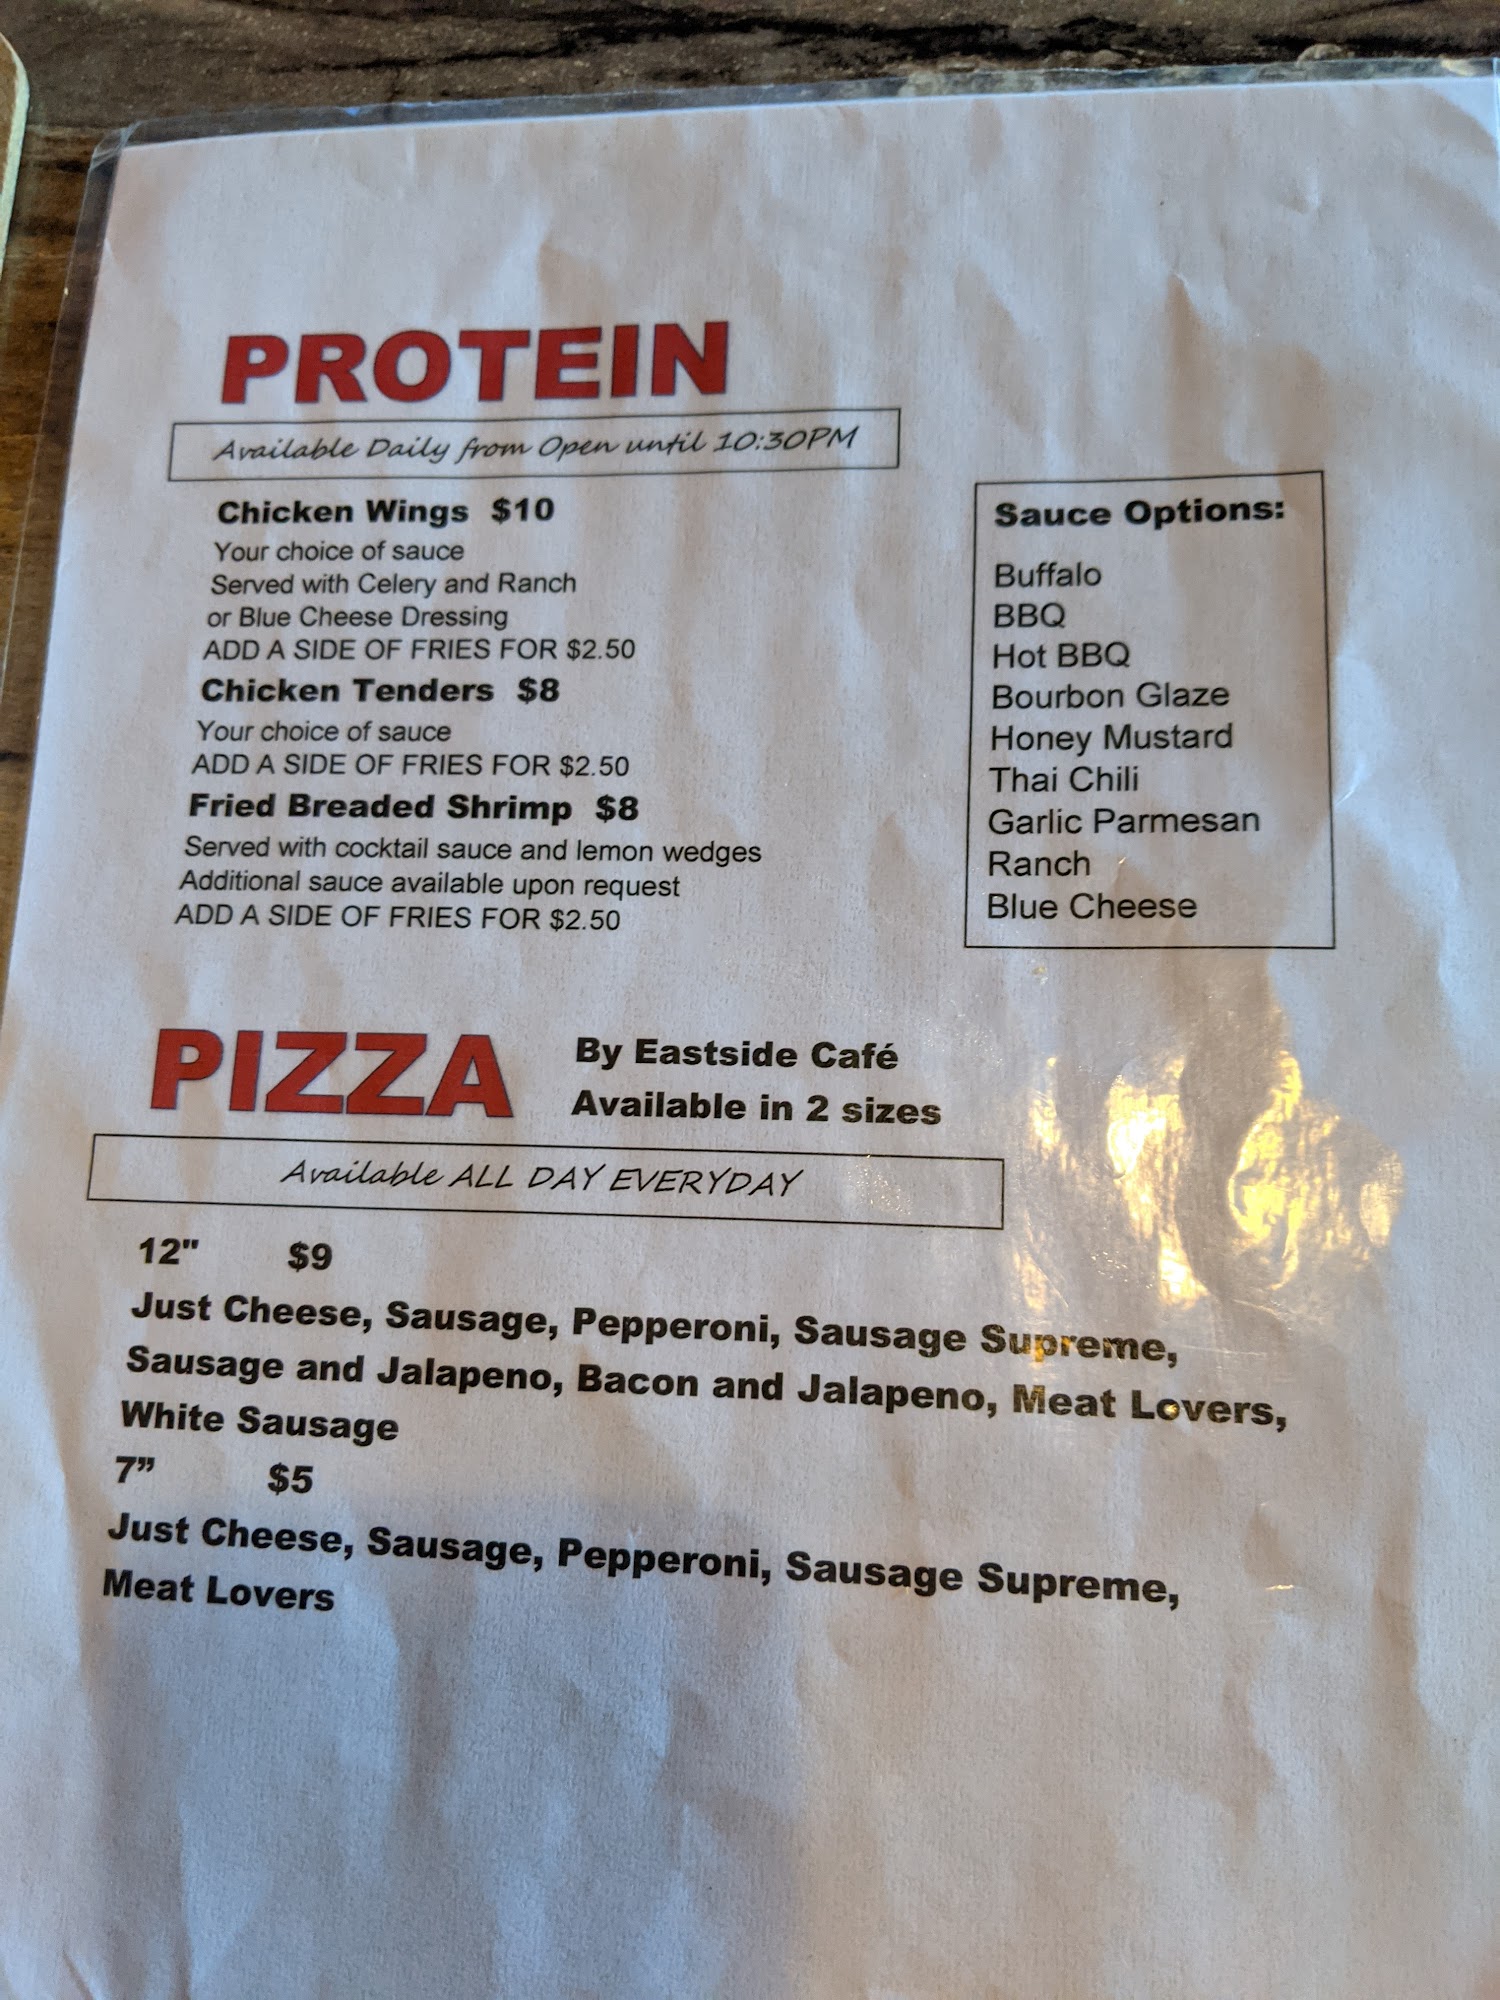 PROTEIN
Available Daily from Open until 10:30PM
Chicken Wings $10
Your choice of sauce
Served with Celery and Ranch
or Blue Cheese Dressing
ADD A SIDE OF FRIES FOR $2.50
Chicken Tenders $8
Your choice of sauce
ADD A SIDE OF FRIES FOR $2.50
Fried Breaded Shrimp $8
Served with cocktail sauce and lemon wedges
Additional sauce available upon request
ADD A SIDE OF FRIES FOR $2.50
Sauce Options:
Buffalo
BBQ
Hot BBQ
Bourbon Glaze
Honey Mustard
Thai Chili
Garlic Parmesan
Ranch
Blue Cheese
PIZZA
By Eastside Café
Available in 2 sizes
Available ALL DAY EVERYDAY
12" $9
Just Cheese, Sausage, Pepperoni, Sausage Supreme,
Sausage and Jalapeno, Bacon and Jalapeno, Meat Lovers,
White Sausage
7” $5
Just Cheese, Sausage, Pepperoni, Sausage Supreme,
Meat Lovers